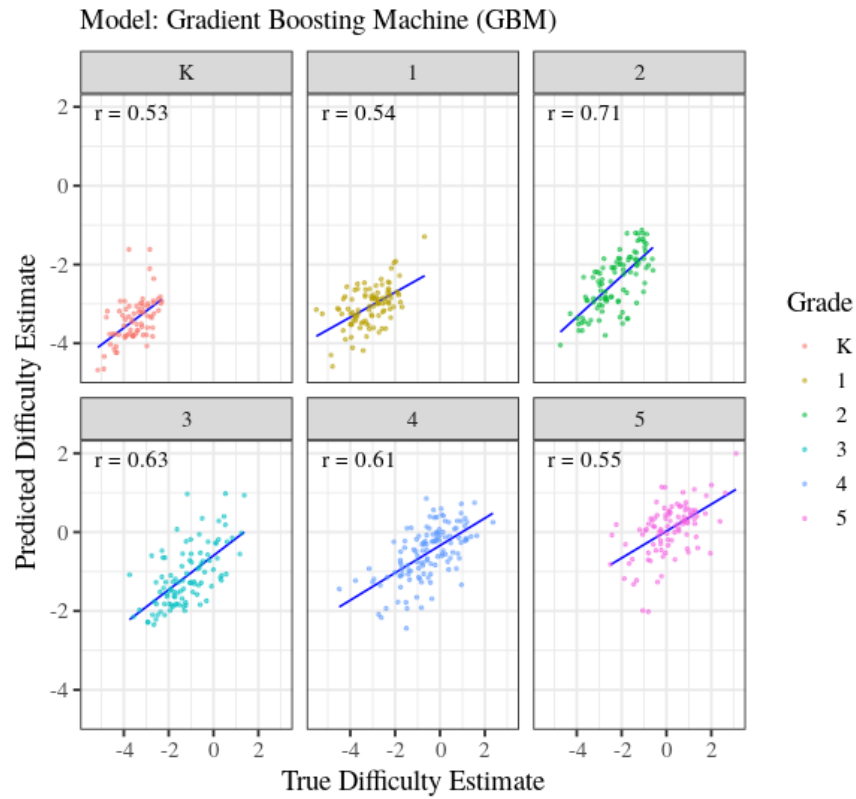 Model: Gradient Boosting Machine (GBM)
K 1 2
r = 0.53 r = 0.54 r = 0.71
2
0
-2
-4
3 4 5
r = 0.63 r = 0.61 r = 0.55
2
0
-2
-4
-4 -2 0 2 -4 -2 0 2 -4 -2 0 2
True Difficulty Estimate
Predicted Difficulty Estimate
Grade
K
1
2
3
4
5